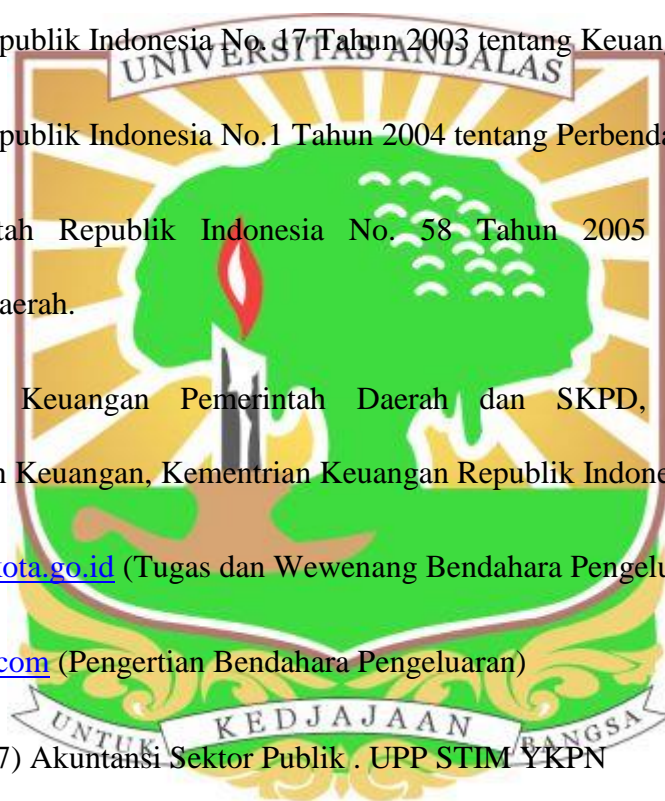 publik Indonesia No. 17 Tahun 2003 tentang Keuan
UNIVERSITAS ANDALAS
publik Indonesia No.1 Tahun 2004 tentang Perbenda
tah Republik Indonesia No. 58 Tahun 2005
aerah.
Keuangan Pemerintah Daerah dan SKPD,
n Keuangan, Kementrian Keuangan Republik Indone
kota.go.id (Tugas dan Wewenang Bendahara Pengelu
com (Pengertian Bendahara Pengeluaran)
UNTUK KEDJAJAAN BANGSA
7) Akuntansi Sektor Publik . UPP STIM YKPN